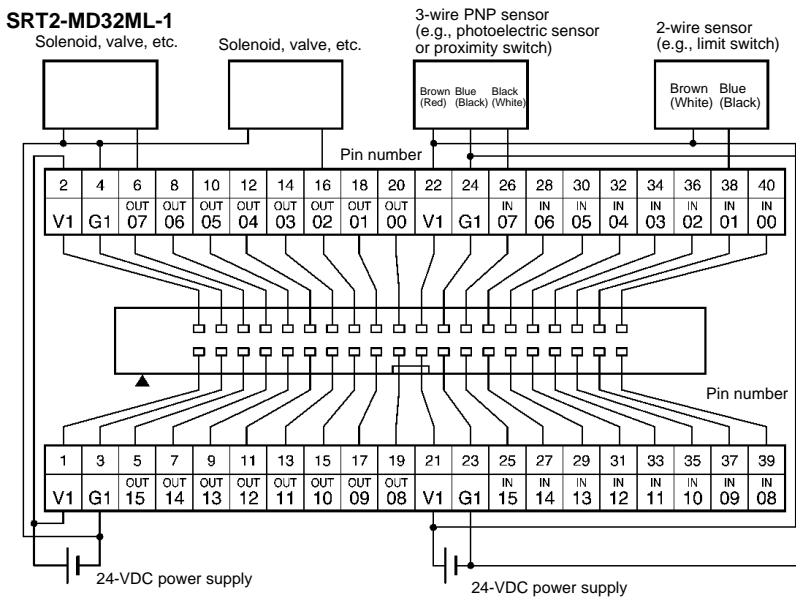 SRT2-MD32ML-1
Solenoid, valve, etc.
Solenoid, valve, etc.
3-wire PNP sensor
(e.g., photoelectric sensor
or proximity switch)
2-wire sensor
(e.g., limit switch)
Brown Blue Black
(Red) (Black) (White)
Brown Blue
(White) (Black)
Pin number
2 4 6 8 10 12 14 16 18 20 22 24 26 28 30 32 34 36 38 40
OUT OUT OUT OUT OUT OUT OUT OUT IN IN IN IN IN IN IN IN
V1 G1 07 06 05 04 03 02 01 00 V1 G1 07 06 05 04 03 02 01 00
Pin number
1 3 5 7 9 11 13 15 17 19 21 23 25 27 29 31 33 35 37 39
OUT OUT OUT OUT OUT OUT OUT OUT IN IN IN IN IN IN IN IN
V1 G1 15 14 13 12 11 10 09 08 V1 G1 15 14 13 12 11 10 09 08
24-VDC power supply
24-VDC power supply